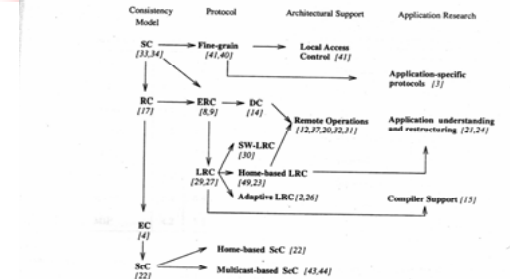 Consistency Model
Protocol
Architectural Support
Application Research
SC
[33,34]
Fine-grain
[41,40]
Local Access
Control [41]
Application-specific
protocols [3]
RC
[17]
ERC
[8,9]
DC
[14]
Remote Operations
[12,37,20,32,31]
Application understanding
and restructuring [21,24]
SW-LRC
[30]
LRC
[29,27]
Home-based LRC
[49,23]
Adaptive LRC [2,26]
Compiler Support [15]
EC
[4]
ScC
[22]
Home-based ScC [22]
Multicast-based ScC [43,44]